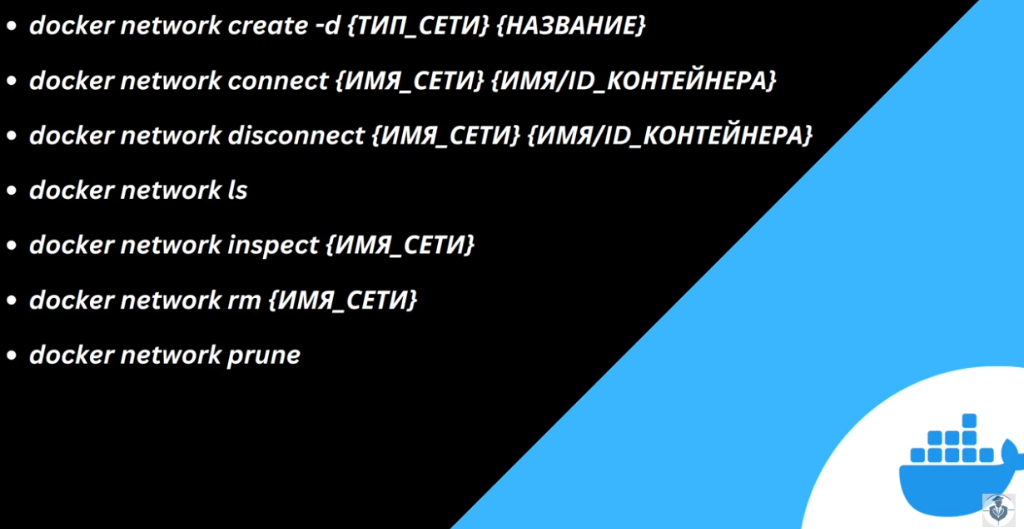 • docker network create -d {ТИП_СЕТИ} {НАЗВАНИЕ}
• docker network connect {ИМЯ_СЕТИ} {ИМЯ/ID_КОНТЕЙНЕРА}
• docker network disconnect {ИМЯ_СЕТИ} {ИМЯ/ID_КОНТЕЙНЕРА}
• docker network ls
• docker network inspect {ИМЯ_СЕТИ}
• docker network rm {ИМЯ_СЕТИ}
• docker network prune